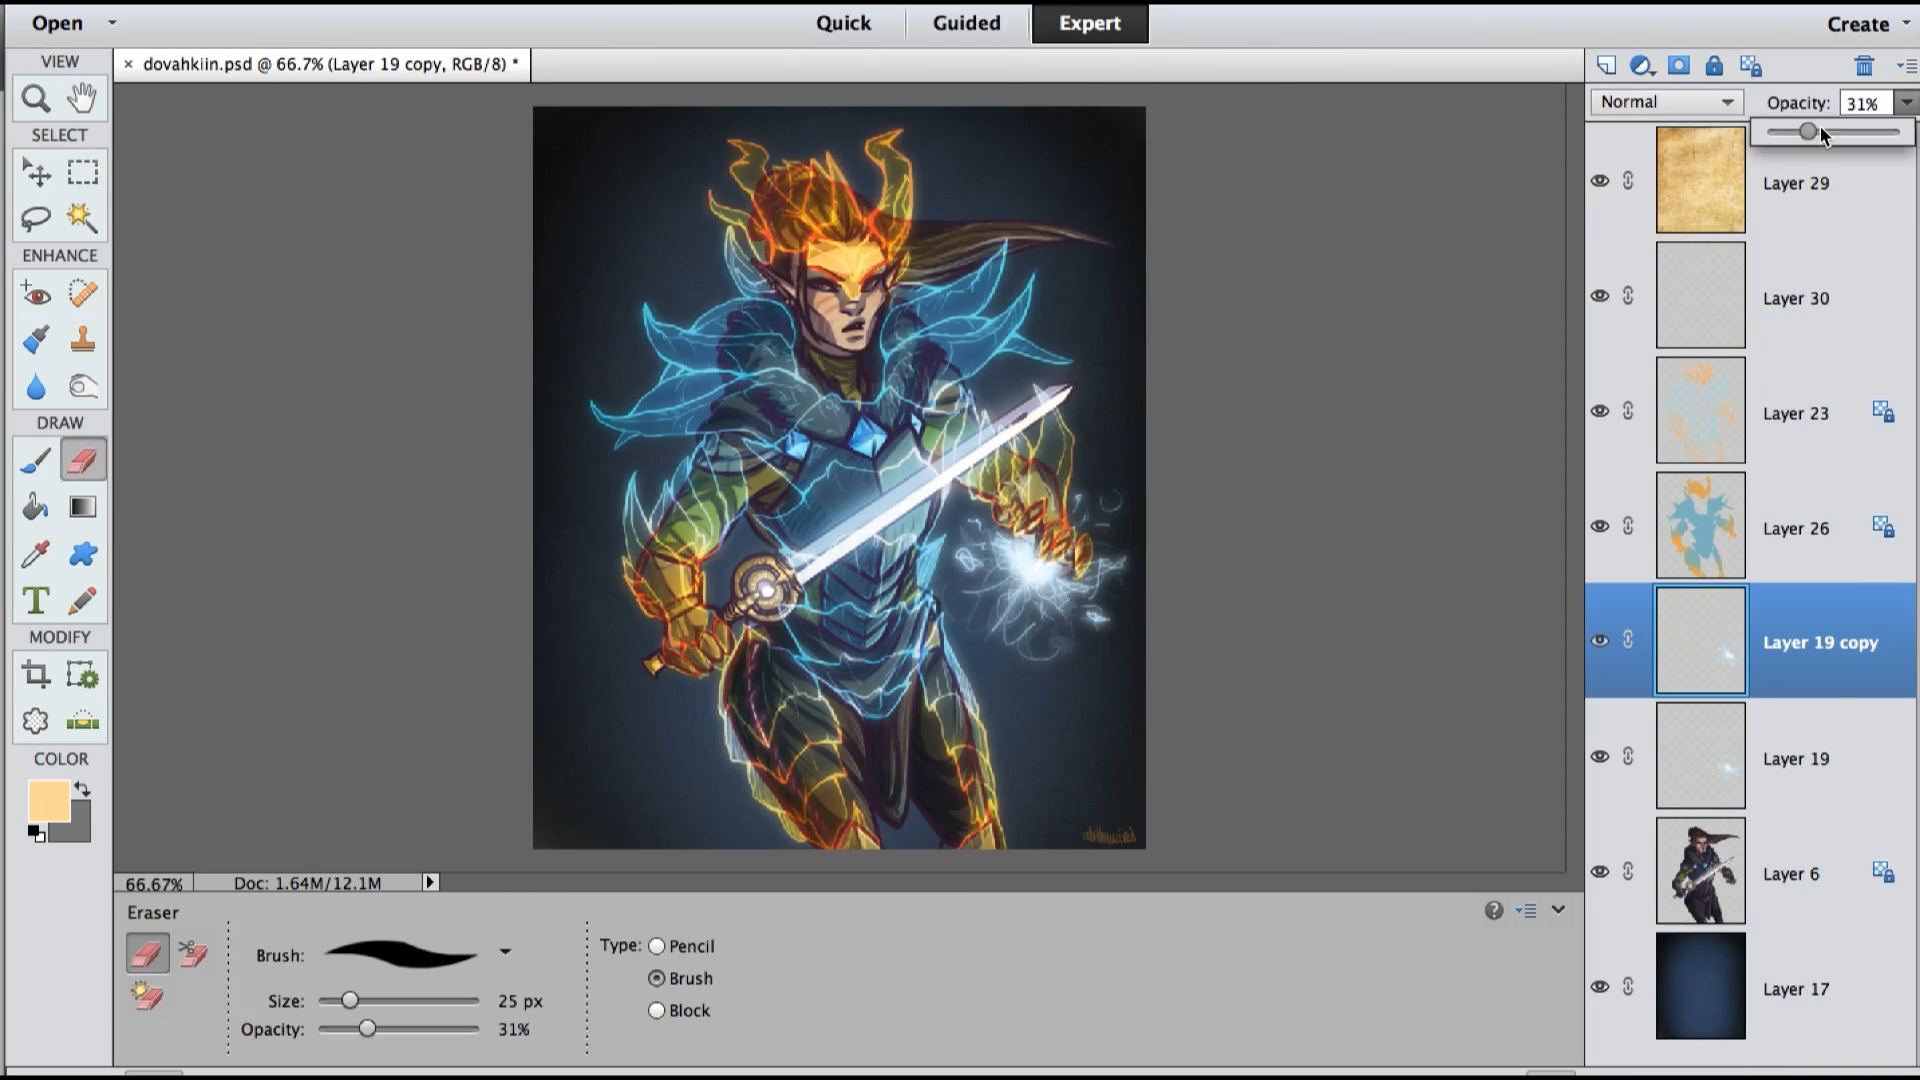 Open
Quick
Guided
Expert
Create
VIEW
× dovahkiin.psd @ 66.7% (Layer 19 copy, RGB/8) *
Normal
Opacity: 31%
SELECT
Layer 29
ENHANCE
Layer 30
Layer 23
DRAW
Layer 26
T
MODIFY
Layer 19 copy
COLOR
Layer 19
Layer 6
66.67%
Doc: 1.64M/12.1M
Eraser
?
Brush:
Type:
Pencil
Brush
Block
Size:
25 px
Opacity:
31%
Layer 17